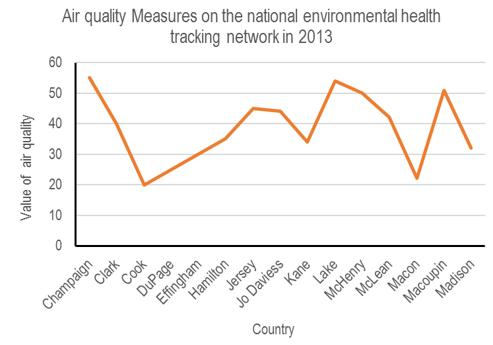 Air quality Measures on the national environmental health
tracking network in 2013
60
50
40
30
20
10
0
Value of air quality
Champaign
Clark
Cook
DuPage
Effingham
Hamilton
Jersey
Jo Daviess
Kane
Lake
McHenry
McLean
Macon
Macoupin
Madison
Country